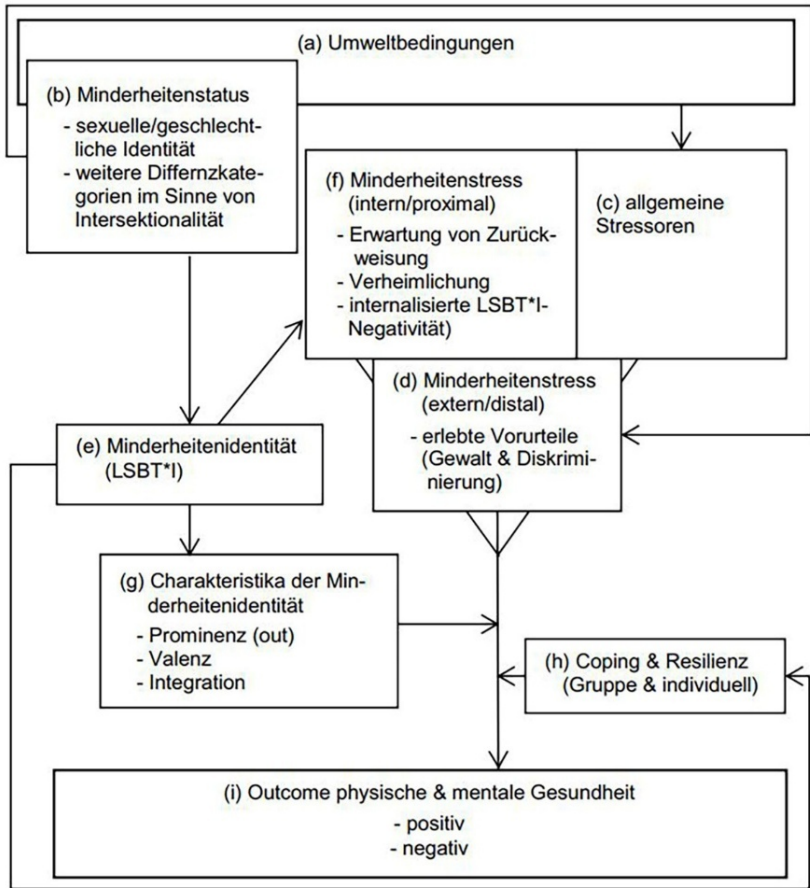 (a) Umweltbedingungen
(b) Minderheitenstatus
- sexuelle/geschlecht-
liche Identität
- weitere Differnzkate-
gorien im Sinne von
Intersektionalität
(f) Minderheitenstress
(intern/proximal)
- Erwartung von Zurück-
weisung
- Verheimlichung
- internalisierte LSBT*I-
Negativität)
(c) allgemeine
Stressoren
(d) Minderheitenstress
(extern/distal)
- erlebte Vorurteile
(Gewalt & Diskrimi-
nierung)
(e) Minderheitenidentität
(LSBT*I)
(g) Charakteristika der Min-
derheitenidentität
- Prominenz (out)
- Valenz
- Integration
(h) Coping & Resilienz
(Gruppe & individuell)
(i) Outcome physische & mentale Gesundheit
- positiv
- negativ